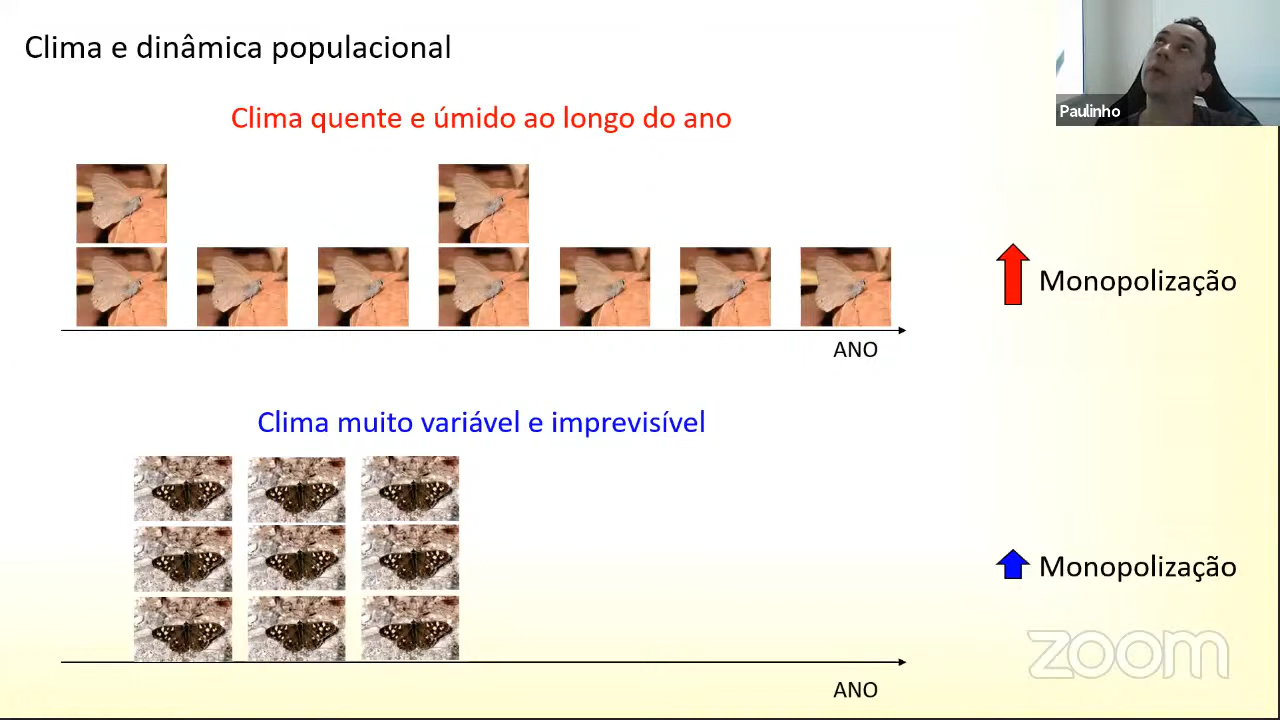 Clima e dinâmica populacional
Paulinho
Clima quente e úmido ao longo do ano
Monopolização
ANO
Clima muito variável e imprevisível
Monopolização
zoom
ANO